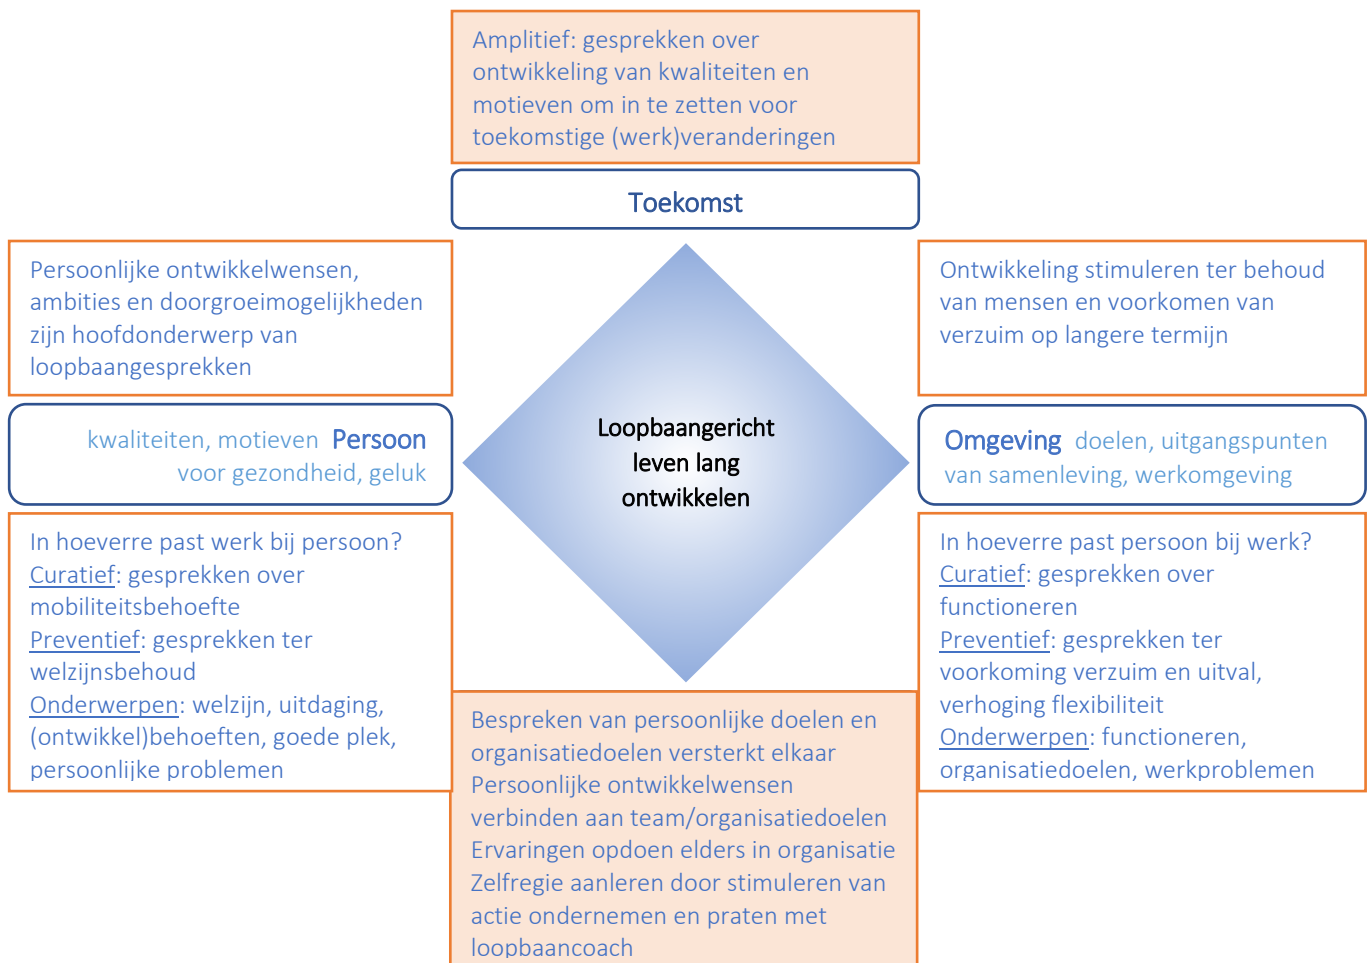 Amplitief: gesprekken over
ontwikkeling van kwaliteiten en
motieven om in te zetten voor
toekomstige (werk)veranderingen
Toekomst
Persoonlijke ontwikkelwensen,
ambities en doorgroeimogelijkheden
zijn hoofdonderwerp van
loopbaangesprekken
Ontwikkeling stimuleren ter behoud
van mensen en voorkomen van
verzuim op langere termijn
kwaliteiten, motieven Persoon
voor gezondheid, geluk
Loopbaangericht
leven lang
ontwikkelen
Omgeving doelen, uitgangspunten
van samenleving, werkomgeving
In hoeverre past werk bij persoon?
Curatief: gesprekken over
mobiliteitsbehoefte
Preventief: gesprekken ter
welzijnsbehoud
Onderwerpen: welzijn, uitdaging,
(ontwikkel)behoeften, goede plek,
persoonlijke problemen
In hoeverre past persoon bij werk?
Curatief: gesprekken over
functioneren
Preventief: gesprekken ter
voorkoming verzuim en uitval,
verhoging flexibiliteit
Onderwerpen: functioneren,
organisatiedoelen, werkproblemen
Bespreken van persoonlijke doelen en
organisatiedoelen versterkt elkaar
Persoonlijke ontwikkelwensen
verbinden aan team/organisatiedoelen
Ervaringen opdoen elders in organisatie
Zelfregie aanleren door stimuleren van
actie ondernemen en praten met
loopbaancoach